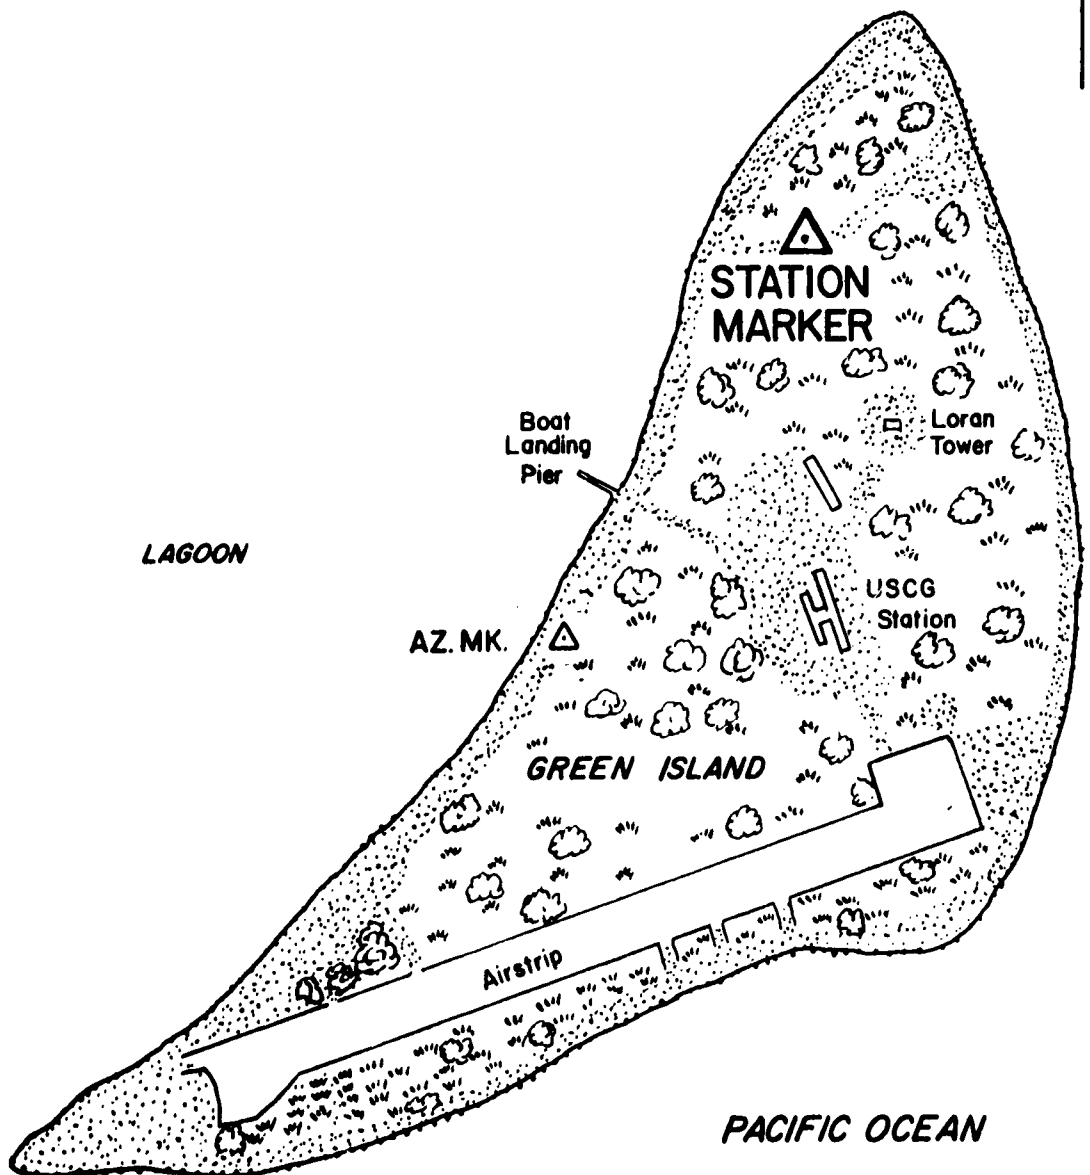 STATION
MARKER
Boat
Landing
Pier
Loran
Tower
LAGOON
USCG
Station
AZ. MK.
GREEN ISLAND
Airstrip
PACIFIC OCEAN